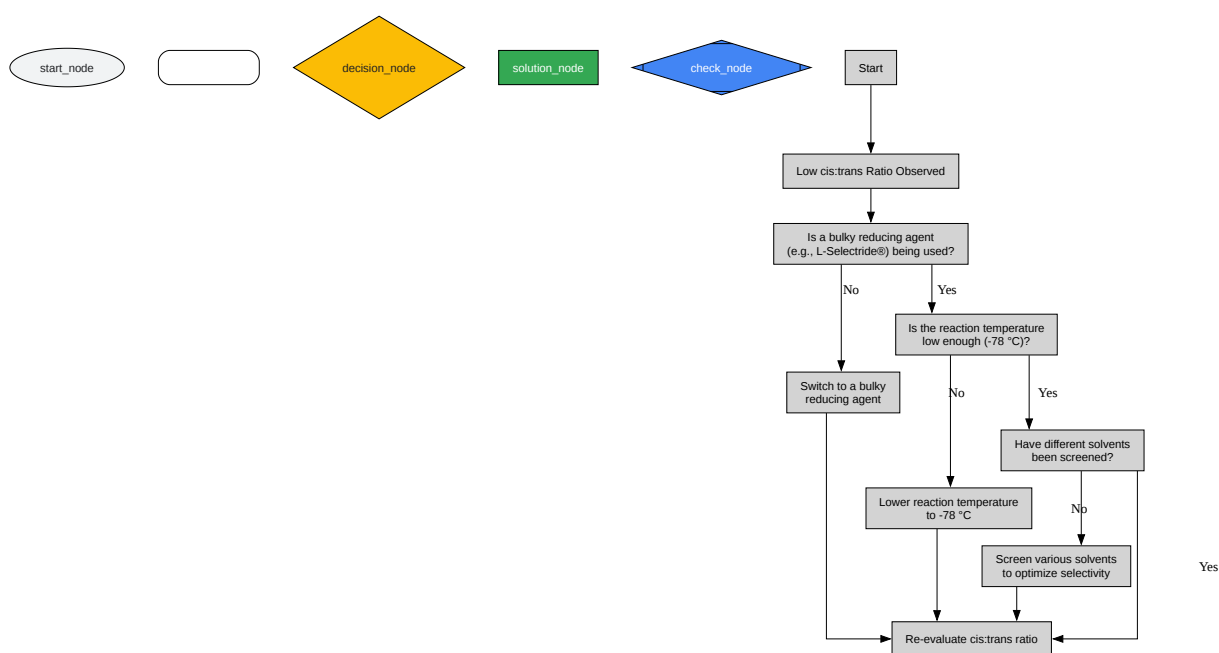 start_node
decision_node
solution_node
check_node
Start
Low cis:trans Ratio Observed
Is a bulky reducing agent
(e.g., L-Selectride®) being used?
No
Yes
Is the reaction temperature
low enough (-78 °C)?
Switch to a bulky
reducing agent
No
Yes
Have different solvents
been screened?
Lower reaction temperature
to -78 °C
No
Screen various solvents
to optimize selectivity
Yes
Re-evaluate cis:trans ratio